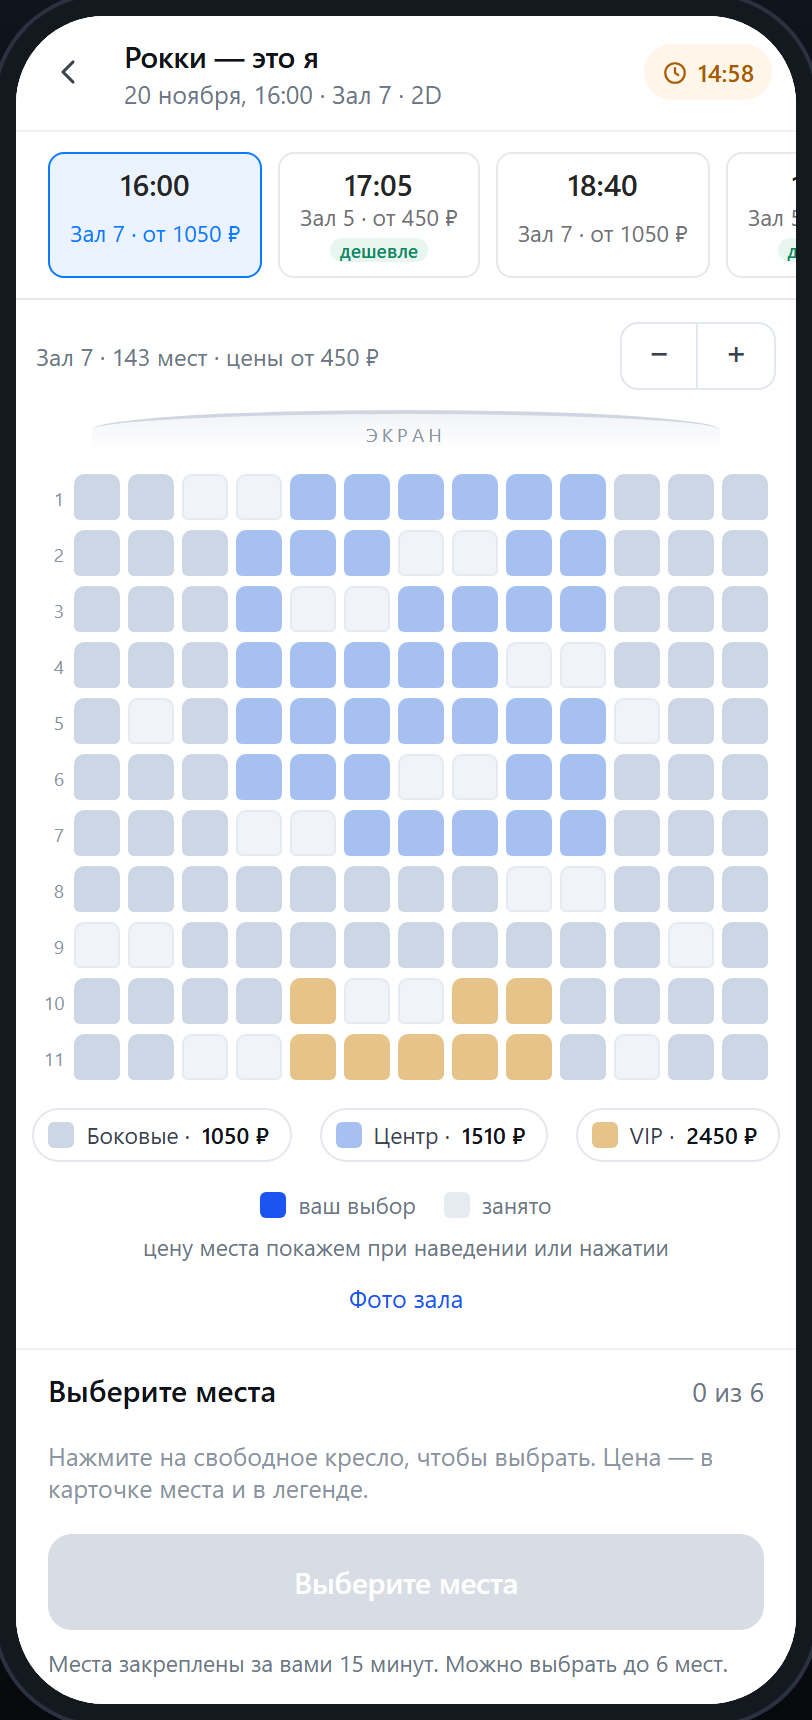 Рокки — это я
20 ноября, 16:00 · Зал 7 · 2D
14:58
16:00
Зал 7 · от 1050 ₽
17:05
Зал 5 · от 450 ₽
дешевле
18:40
Зал 7 · от 1050 ₽
Зал
Зал 7 · 143 мест · цены от 450 ₽
− +
ЭКРАН
1
2
3
4
5
6
7
8
9
10
11
Боковые · 1050 ₽
Центр · 1510 ₽
VIP · 2450 ₽
ваш выбор
занято
цену места покажем при наведении или нажатии
Фото зала
Выберите места
0 из 6
Нажмите на свободное кресло, чтобы выбрать. Цена — в
карточке места и в легенде.
Выберите места
Места закреплены за вами 15 минут. Можно выбрать до 6 мест.